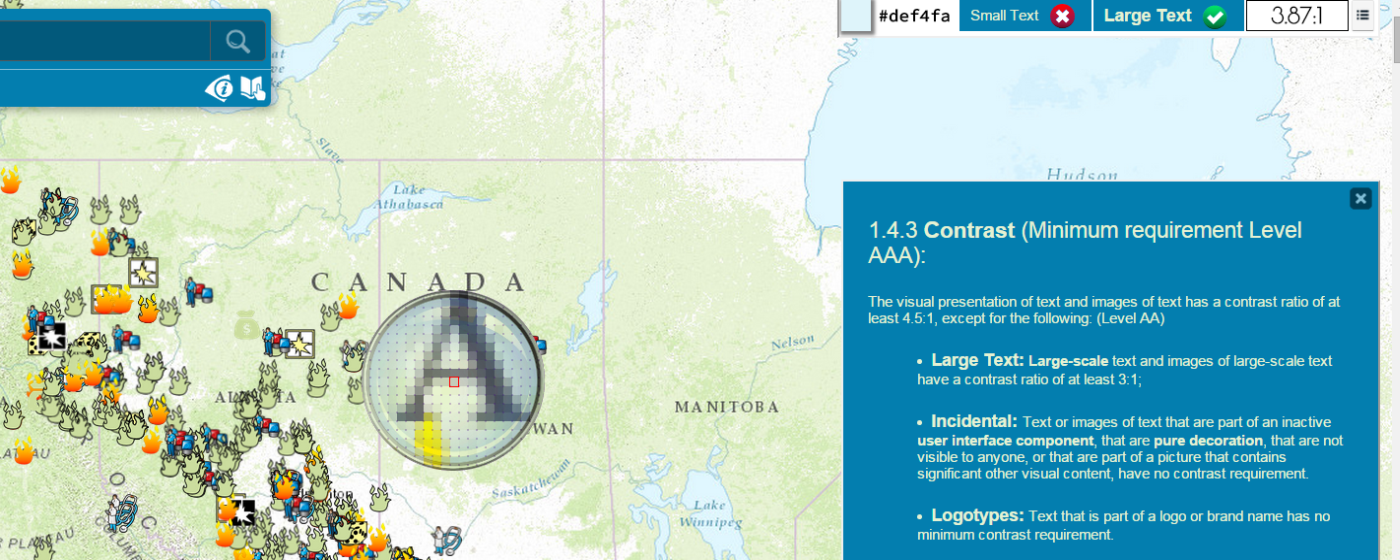 #def4fa Small Text Large Text 3.87:1
Slave
Hudson
Lake
Athabasca
CANADA
Nelson
MANITOBA
WAN
Saskatchewan
Lake
Winnipeg
1.4.3 Contrast (Minimum requirement Level
AAA):
The visual presentation of text and images of text has a contrast ratio of at
least 4.5:1, except for the following: (Level AA)
• Large Text: Large-scale text and images of large-scale text
have a contrast ratio of at least 3:1;
• Incidental: Text or images of text that are part of an inactive
user interface component, that are pure decoration, that are not
visible to anyone, or that are part of a picture that contains
significant other visual content, have no contrast requirement.
• Logotypes: Text that is part of a logo or brand name has no
minimum contrast requirement.